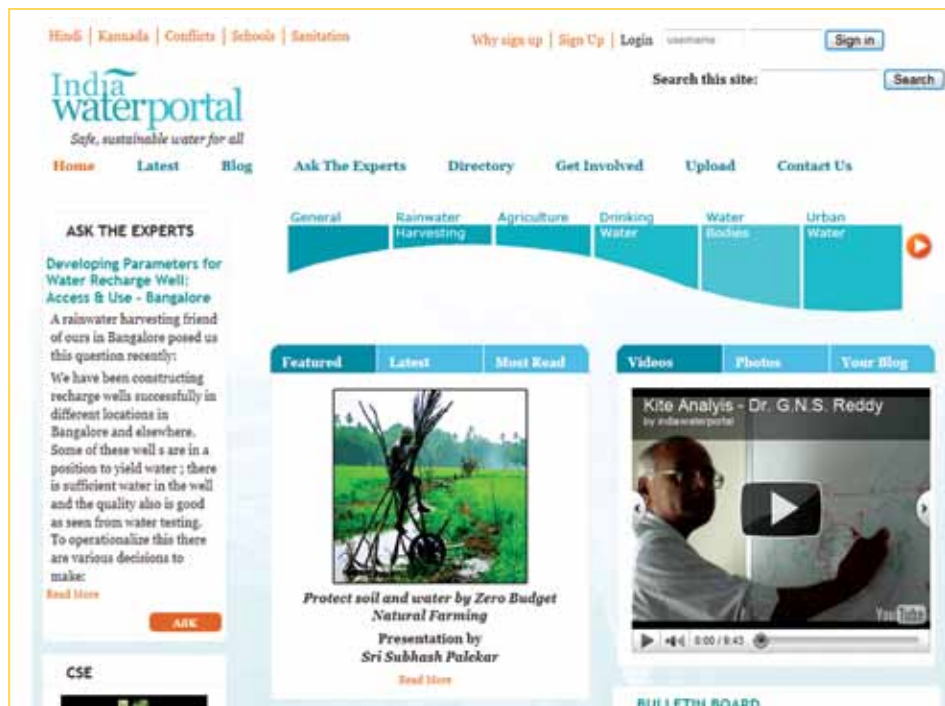 Hindi | Kannada | Conflicts | Schools | Sanitation
Why sign up | Sign Up | Login username Sign in
Search this site: Search
India
waterportal
Safe, sustainable water for all
Home Latest Blog Ask The Experts Directory Get Involved Upload Contact Us
General Rainwater Harvesting Agriculture Drinking Water Water Bodies Urban Water
ASK THE EXPERTS
Developing Parameters for
Water Recharge Well:
Access & Use - Bangalore
A rainwater harvesting friend
of ours in Bangalore posed us
this question recently:
We have been constructing
recharge wells successfully in
different locations in
Bangalore and elsewhere.
Some of these well s are in a
position to yield water ; there
is sufficient water in the well
and the quality also is good
as seen from water testing.
To operationalize this there
are various decisions to
make:
Read More
ASK
CSE
Featured Latest Most Read
Protect soil and water by Zero Budget
Natural Farming
Presentation by
Sri Subhash Palekar
Read More
Videos Photos Your Blog
Kite Analyis - Dr. G.N.S. Reddy
by indiawaterportal
YouTube
0:00 / 9:43
BULLETIN BOARD